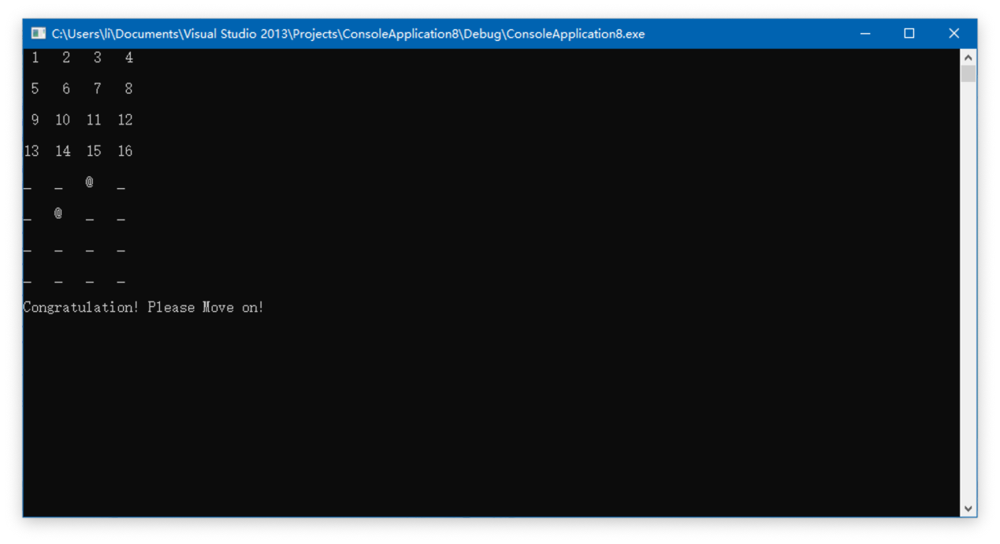 C:\Users\li\Documents\Visual Studio 2013\Projects\ConsoleApplication8\Debug\ConsoleApplication8.exe
1 2 3 4
5 6 7 8
9 10 11 12
13 14 15 16
_ _ @ _
_ @ _ _
_ _ _ _
_ _ _ _
Congratulation! Please Move on!